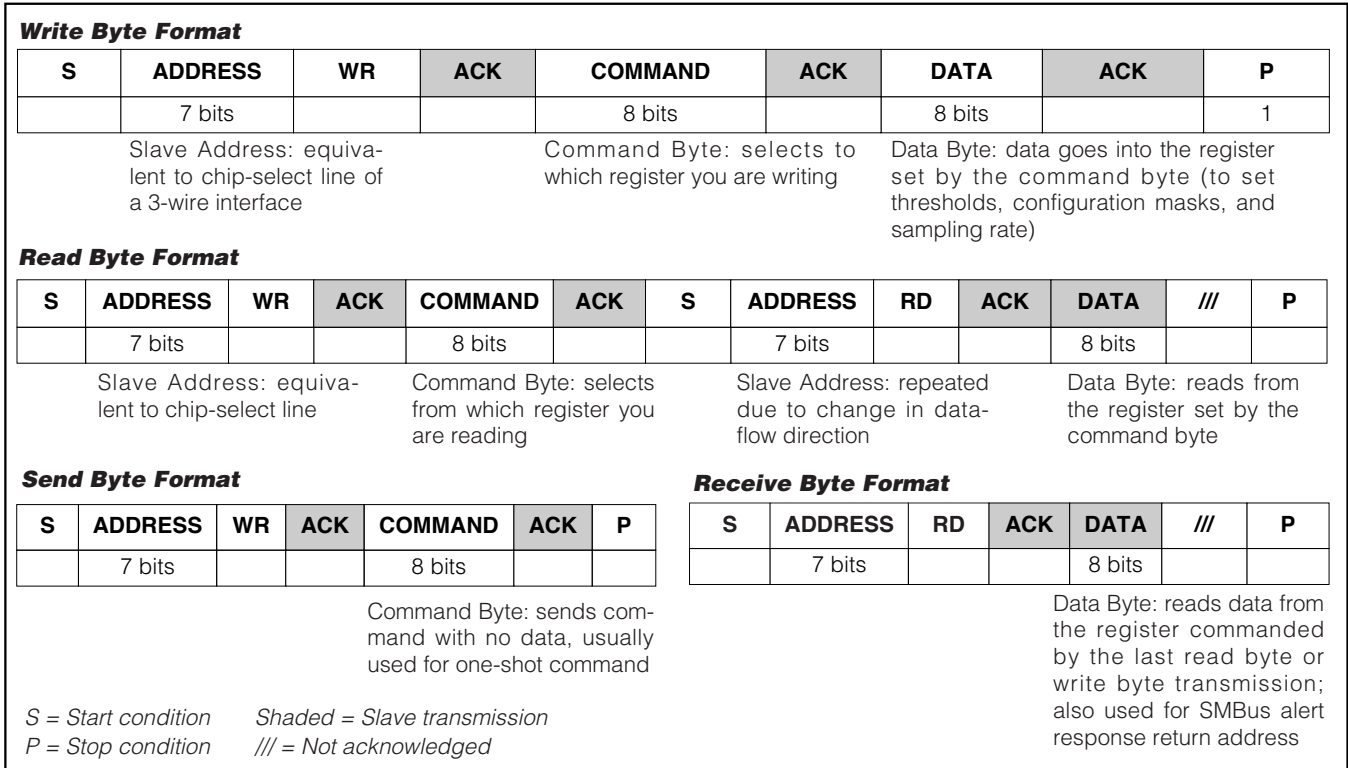 Write Byte Format
S ADDRESS WR ACK COMMAND ACK DATA ACK P
7 bits 8 bits 8 bits 1
Slave Address: equiva-
lent to chip-select line of
a 3-wire interface
Command Byte: selects to
which register you are writing
Data Byte: data goes into the register
set by the command byte (to set
thresholds, configuration masks, and
sampling rate)
Read Byte Format
S ADDRESS WR ACK COMMAND ACK S ADDRESS RD ACK DATA /// P
7 bits 8 bits 7 bits 8 bits
Slave Address: equiva-
lent to chip-select line
Command Byte: selects
from which register you
are reading
Slave Address: repeated
due to change in data-
flow direction
Data Byte: reads from
the register set by the
command byte
Send Byte Format
S ADDRESS WR ACK COMMAND ACK P
7 bits 8 bits
Command Byte: sends com-
mand with no data, usually
used for one-shot command
Receive Byte Format
S ADDRESS RD ACK DATA /// P
7 bits 8 bits
Data Byte: reads data from
the register commanded
by the last read byte or
write byte transmission;
also used for SMBus alert
response return address
S = Start condition Shaded = Slave transmission
P = Stop condition /// = Not acknowledged